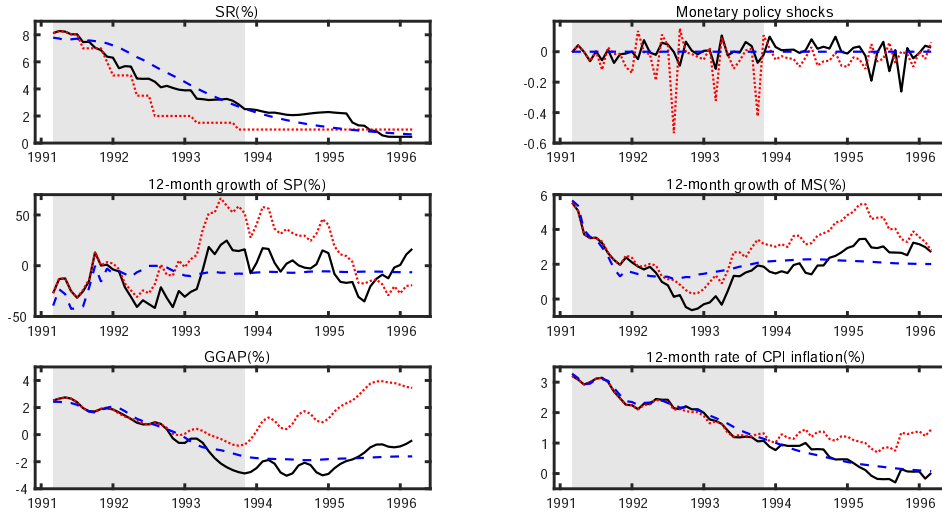 SR(%)
8
6
4
2
0
1991 1992 1993 1994 1995 1996
Monetary policy shocks
0
-0.2
-0.4
-0.6
1991 1992 1993 1994 1995 1996
12-month growth of SP(%)
50
0
-50
1991 1992 1993 1994 1995 1996
12-month growth of MS(%)
6
4
2
0
1991 1992 1993 1994 1995 1996
GGAP(%)
4
2
0
-2
-4
1991 1992 1993 1994 1995 1996
12-month rate of CPI inflation(%)
3
2
1
0
1991 1992 1993 1994 1995 1996